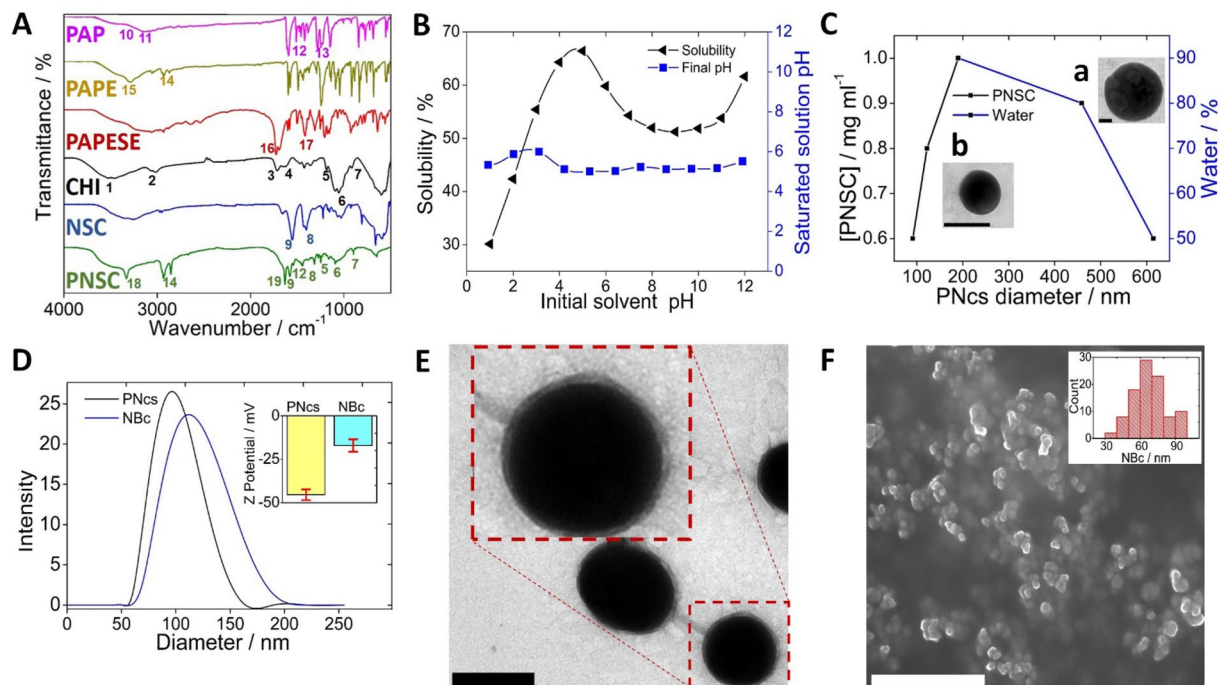 A
PAP
10 11
12 13
PAPE
15 14
PAPESE
16 17
CHI
1 2 3 4 5 6 7
NSC
9 8
PNSC
18 14 19 9 12 8 5 6 7
Transmittance / %
4000 3000 2000 1000
Wavenumber / cm-1
B
Solubility
Final pH
Solubility / %
70
60
50
40
30
Saturated solution pH
12
10
8
6
4
2
0
0 2 4 6 8 10 12
Initial solvent pH
C
[PNSC] / mg ml-1
1.0
0.9
0.8
0.7
0.6
PNSC
Water
a
b
Water / %
90
80
70
60
50
100 200 300 400 500 600
PNcs diameter / nm
D
PNcs
NBc
Intensity
25
20
15
10
5
0
0 50 100 150 200 250
Diameter / nm
PNcs NBc
Z Potential / mV
0
-25
-50
E
F
Count
30
15
0
30 60 90
NBc / nm